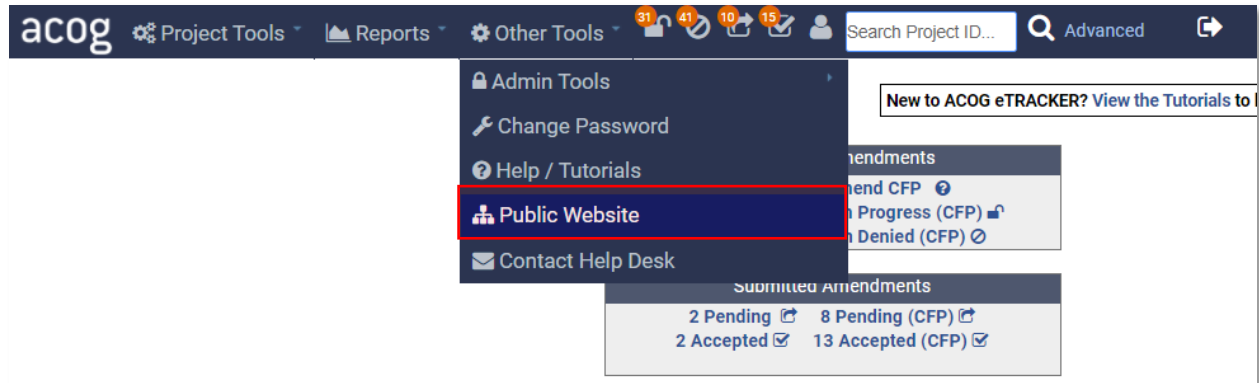 acog Project Tools Reports Other Tools 31 41 10 15 Search Project ID... Advanced
Admin Tools
New to ACOG eTRACKER? View the Tutorials to
Change Password
Help / Tutorials
Public Website
Contact Help Desk
CFP
Progress (CFP)
Denied (CFP)
Submitted Amendments
2 Pending 8 Pending (CFP)
2 Accepted 13 Accepted (CFP)